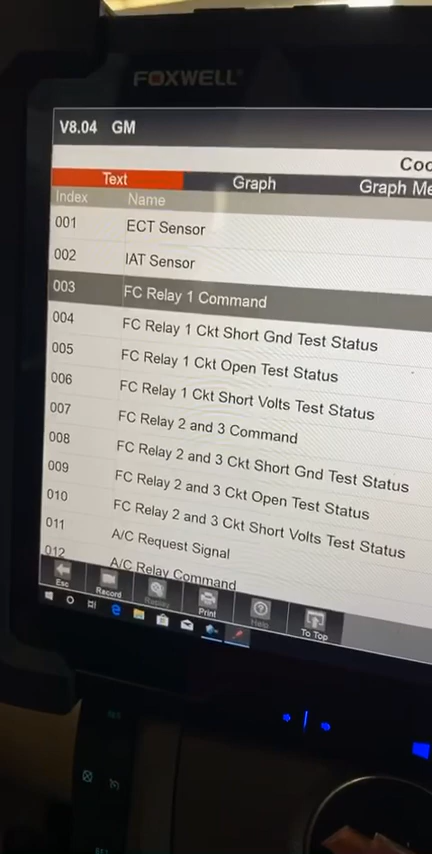 FOXWELL
V8.04 GM
Coo
Text Graph Graph Me
Index Name
001 ECT Sensor
002 IAT Sensor
003 FC Relay 1 Command
004 FC Relay 1 Ckt Short Gnd Test Status
005 FC Relay 1 Ckt Open Test Status
006 FC Relay 1 Ckt Short Volts Test Status
007 FC Relay 2 and 3 Command
008 FC Relay 2 and 3 Ckt Short Gnd Test Status
009 FC Relay 2 and 3 Ckt Open Test Status
010 FC Relay 2 and 3 Ckt Short Volts Test Status
011 A/C Request Signal
012 A/C Relay Command
Esc Record Replay Print Help To Top